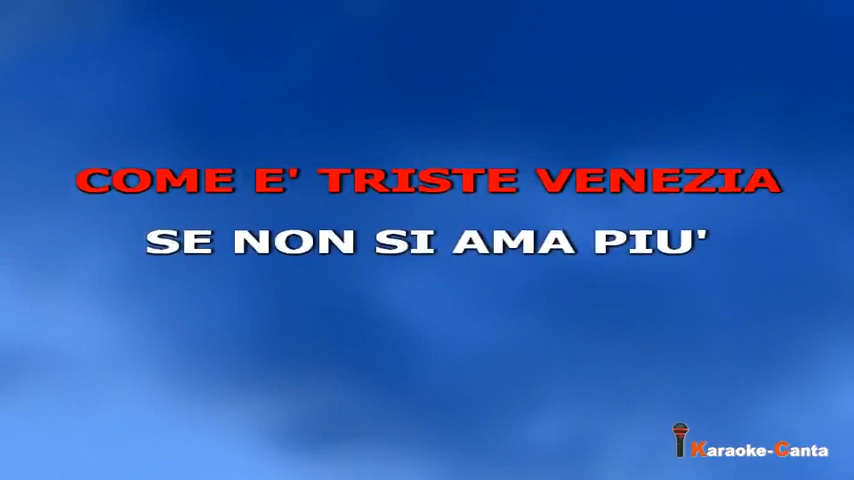 COME E' TRISTE VENEZIA
SE NON SI AMA PIU'
Karaoke-Canta